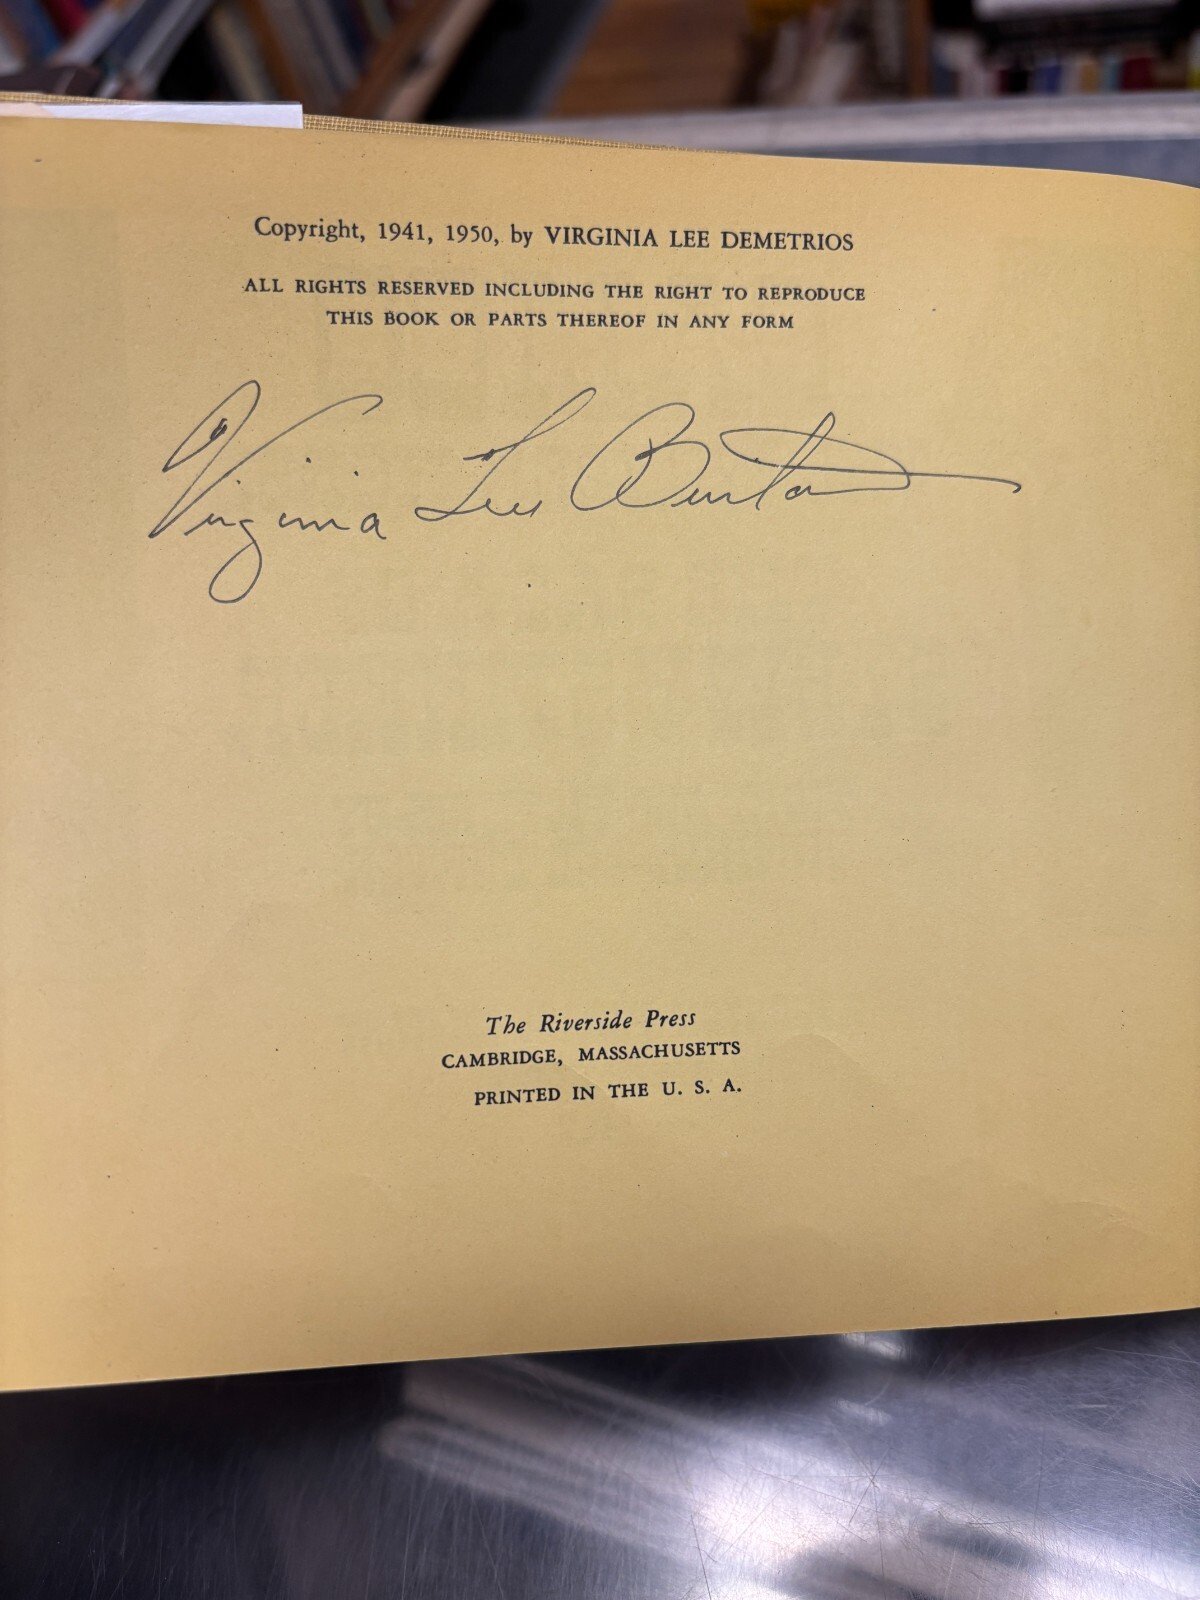 Copyright, 1941, 1950, by VIRGINIA LEE DEMETRIOS
ALL RIGHTS RESERVED INCLUDING THE RIGHT TO REPRODUCE
THIS BOOK OR PARTS THEREOF IN ANY FORM
Virginia Lee Burton
The Riverside Press
CAMBRIDGE, MASSACHUSETTS
PRINTED IN THE U. S. A.